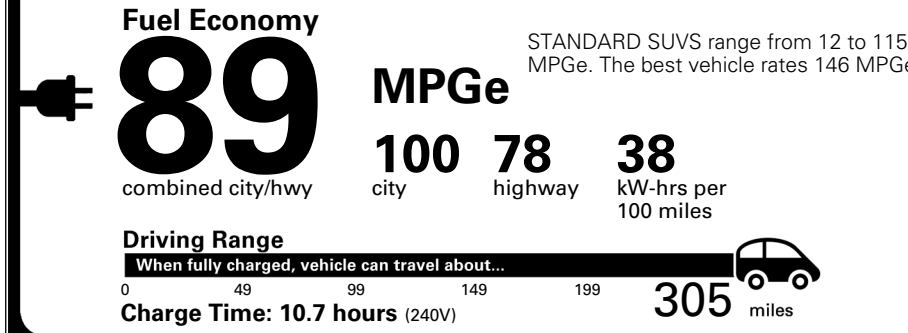 Fuel Economy
89
combined city/hwy
MPGe
STANDARD SUVS range from 12 to 115
MPGe. The best vehicle rates 146 MPGe
100
city
78
highway
38
kW-hrs per
100 miles
Driving Range
When fully charged, vehicle can travel about...
0 49 99 149 199 305 miles
Charge Time: 10.7 hours (240V)